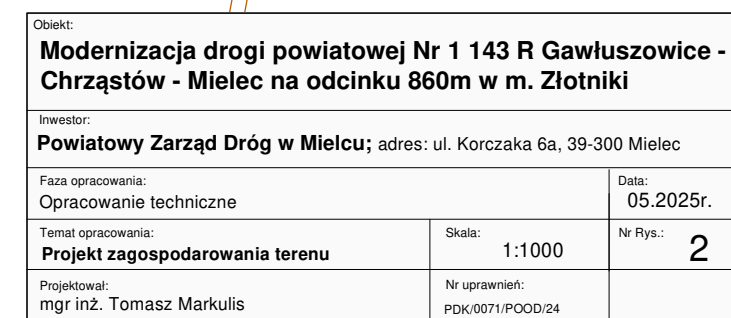 Obiekt:
Modernizacja drogi powiatowej Nr 1 143 R Gawłuszowice -
Chrząstów - Mielec na odcinku 860m w m. Złotniki
Inwestor:
Powiatowy Zarząd Dróg w Mielcu; adres: ul. Korczaka 6a, 39-300 Mielec
Faza opracowania:
Opracowanie techniczne
Data:
05.2025r.
Temat opracowania:
Projekt zagospodarowania terenu
Skala:
1:1000
Nr Rys.:
2
Projektował:
mgr inż. Tomasz Markulis
Nr uprawnień:
PDK/0071/POOD/24